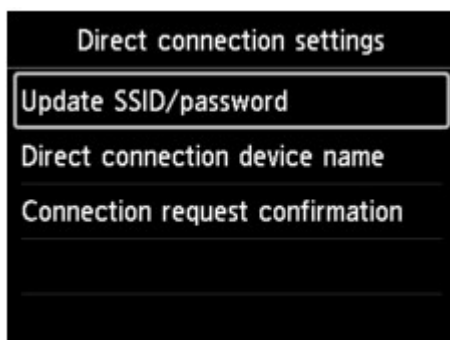 Direct connection settings
Update SSID/password
Direct connection device name
Connection request confirmation